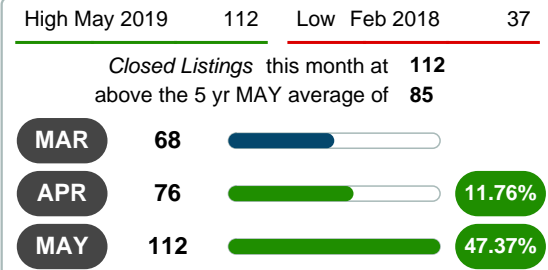 High May 2019 112 Low Feb 2018 37
Closed Listings this month at 112
above the 5 yr MAY average of 85
MAR 68
APR 76 11.76%
MAY 112 47.37%